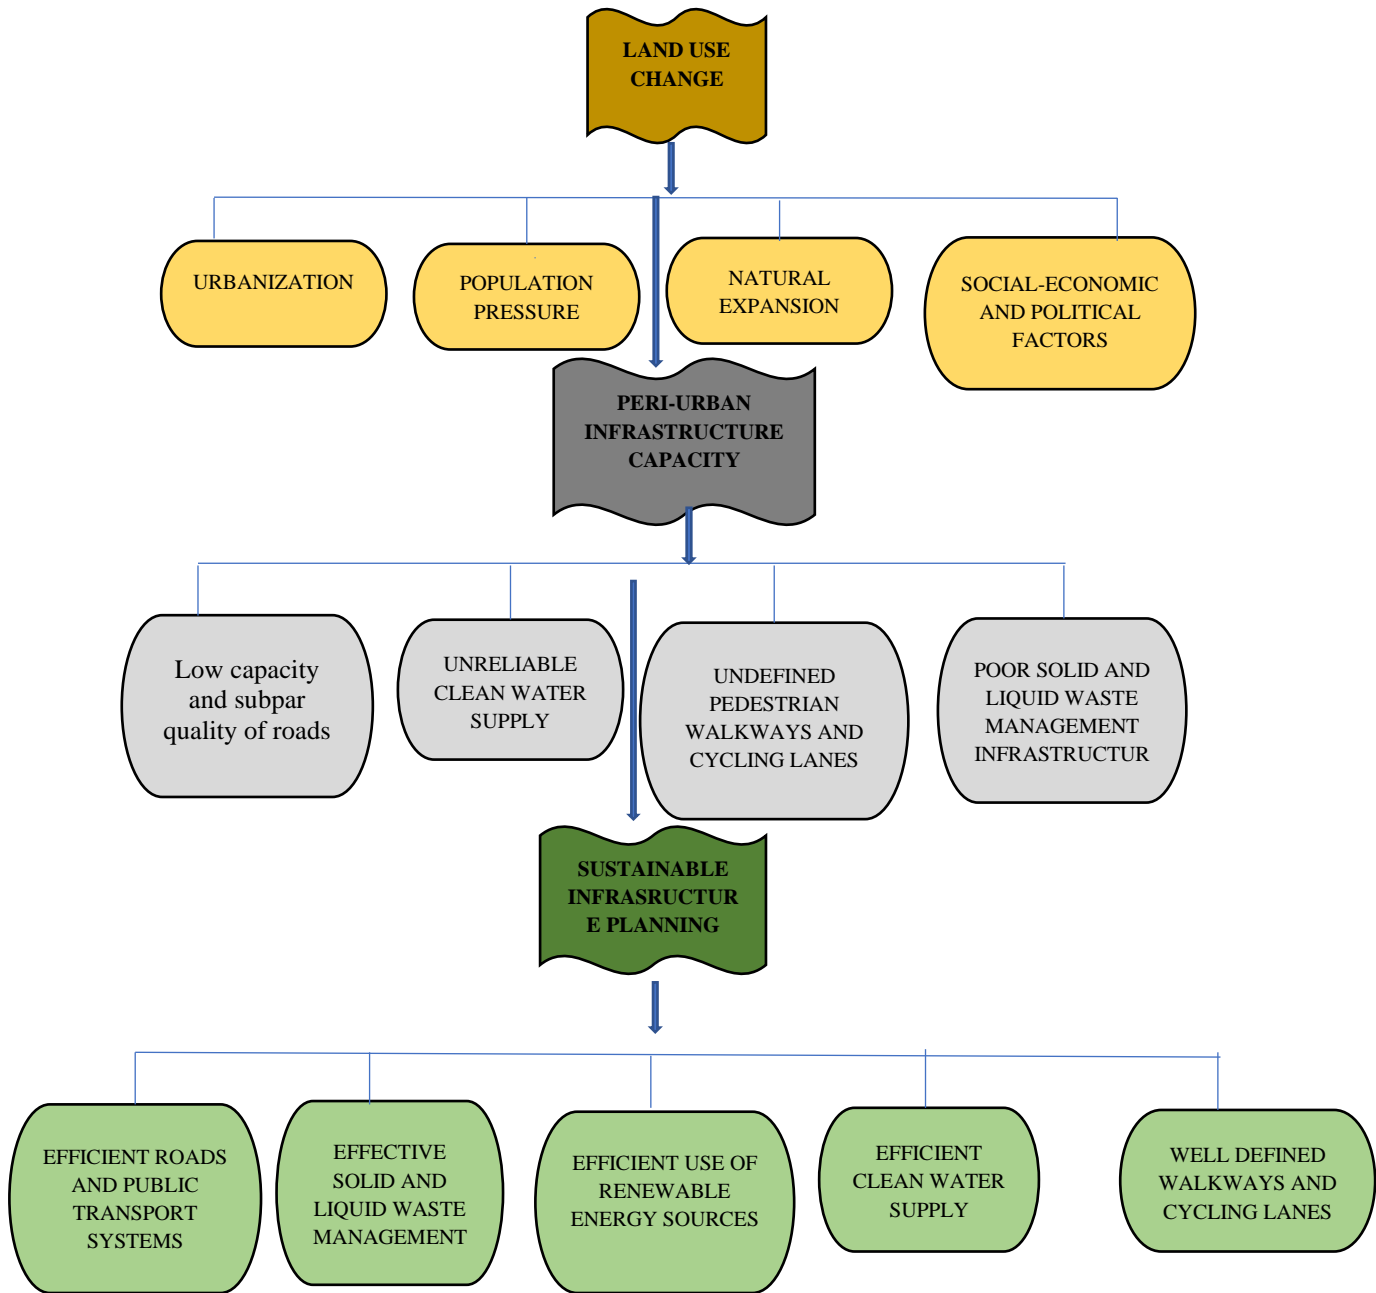 LAND USE
CHANGE
URBANIZATION
POPULATION
PRESSURE
NATURAL
EXPANSION
SOCIAL-ECONOMIC
AND POLITICAL
FACTORS
PERI-URBAN
INFRASTRUCTURE
CAPACITY
Low capacity
and subpar
quality of roads
UNRELIABLE
CLEAN WATER
SUPPLY
UNDEFINED
PEDESTRIAN
WALKWAYS AND
CYCLING LANES
POOR SOLID AND
LIQUID WASTE
MANAGEMENT
INFRASTRUCTUR
SUSTAINABLE
INFRASRUCTUR
E PLANNING
EFFICIENT ROADS
AND PUBLIC
TRANSPORT
SYSTEMS
EFFECTIVE
SOLID AND
LIQUID WASTE
MANAGEMENT
EFFICIENT USE OF
RENEWABLE
ENERGY SOURCES
EFFICIENT
CLEAN WATER
SUPPLY
WELL DEFINED
WALKWAYS AND
CYCLING LANES